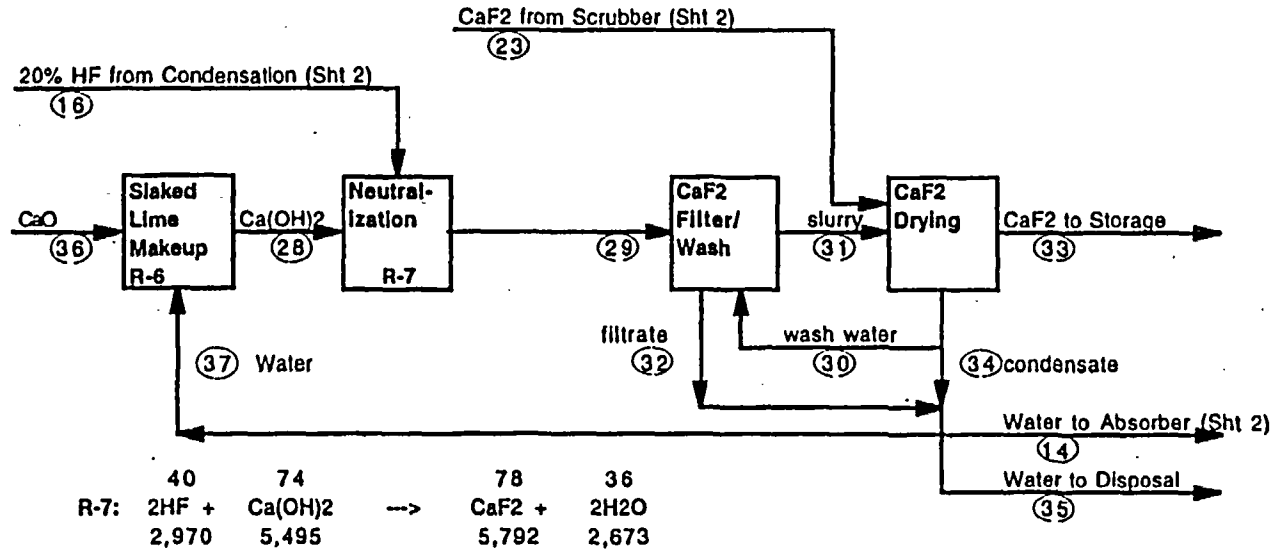 CaF2 from Scrubber (Sht 2)
23
20% HF from Condensation (Sht 2)
16
Slaked
Lime
Makeup
R-6
Neutral-
ization
R-7
CaF2
Filter/
Wash
CaF2
Drying
CaO
36
Ca(OH)2
28
29
slurry
31
CaF2 to Storage
33
filtrate
32
wash water
30
34 condensate
37 Water
Water to Absorber (Sht 2)
14
Water to Disposal
35
40 74 78 36
R-7: 2HF + Ca(OH)2 ---> CaF2 + 2H2O
2,970 5,495 5,792 2,673